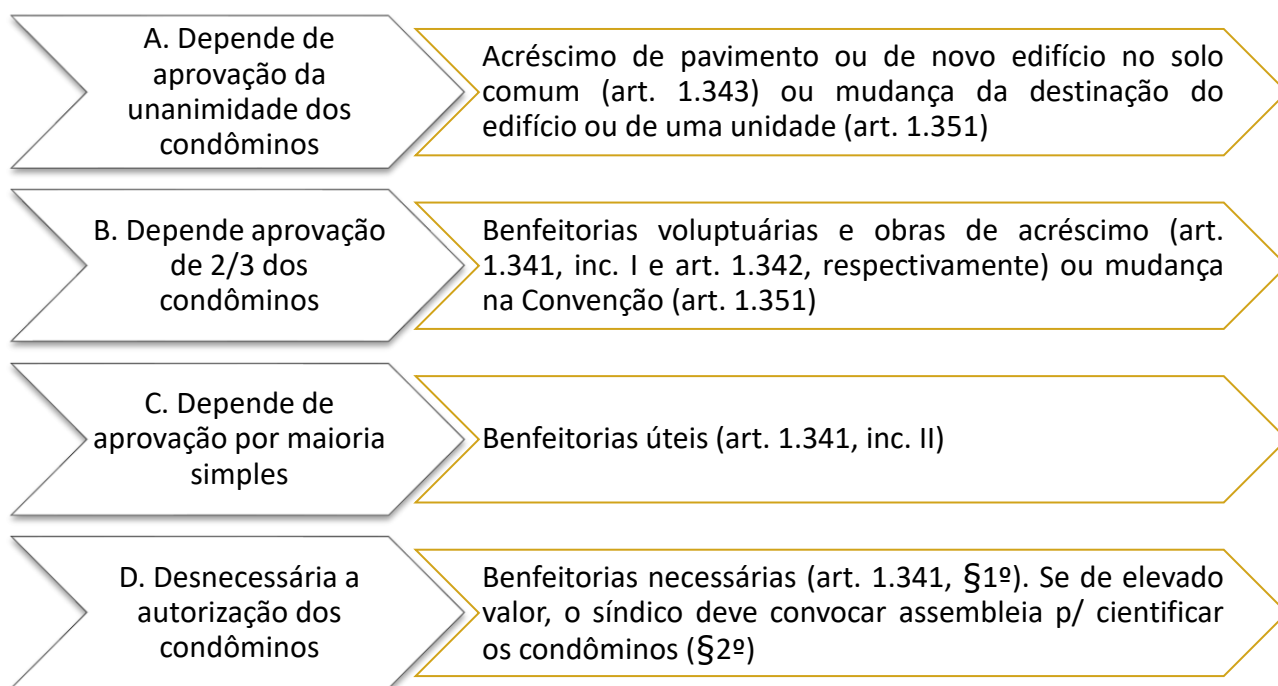 A. Depende de
aprovação da
unanimidade dos
condôminos
Acréscimo de pavimento ou de novo edifício no solo
comum (art. 1.343) ou mudança da destinação do
edifício ou de uma unidade (art. 1.351)
B. Depende aprovação
de 2/3 dos
condôminos
Benfeitorias voluptuárias e obras de acréscimo (art.
1.341, inc. I e art. 1.342, respectivamente) ou mudança
na Convenção (art. 1.351)
C. Depende de
aprovação por maioria
simples
Benfeitorias úteis (art. 1.341, inc. II)
D. Desnecessária a
autorização dos
condôminos
Benfeitorias necessárias (art. 1.341, §1º). Se de elevado
valor, o síndico deve convocar assembleia p/ cientificar
os condôminos (§2º)